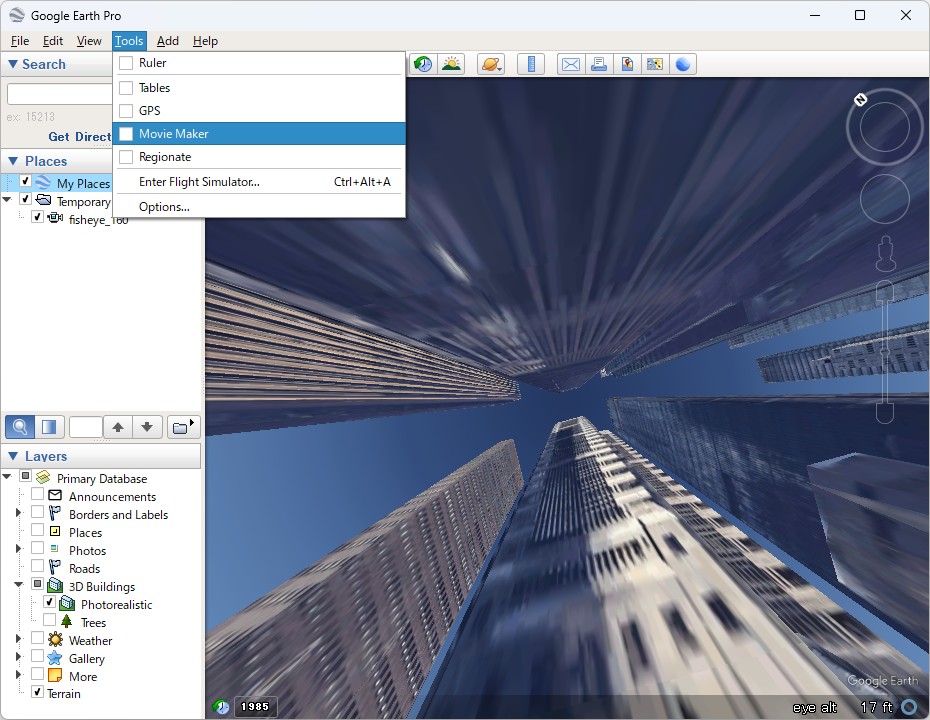 Google Earth Pro
File Edit View Tools Add Help
Search
ex: 15213
Get Direct
Places
My Places
Temporary
fisheye_160
Ruler
Tables
GPS
Movie Maker
Regionate
Enter Flight Simulator... Ctrl+Alt+A
Options...
Layers
Primary Database
Announcements
Borders and Labels
Places
Photos
Roads
3D Buildings
Photorealistic
Trees
Weather
Gallery
More
Terrain
Google Earth
1985
eye alt 17 ft